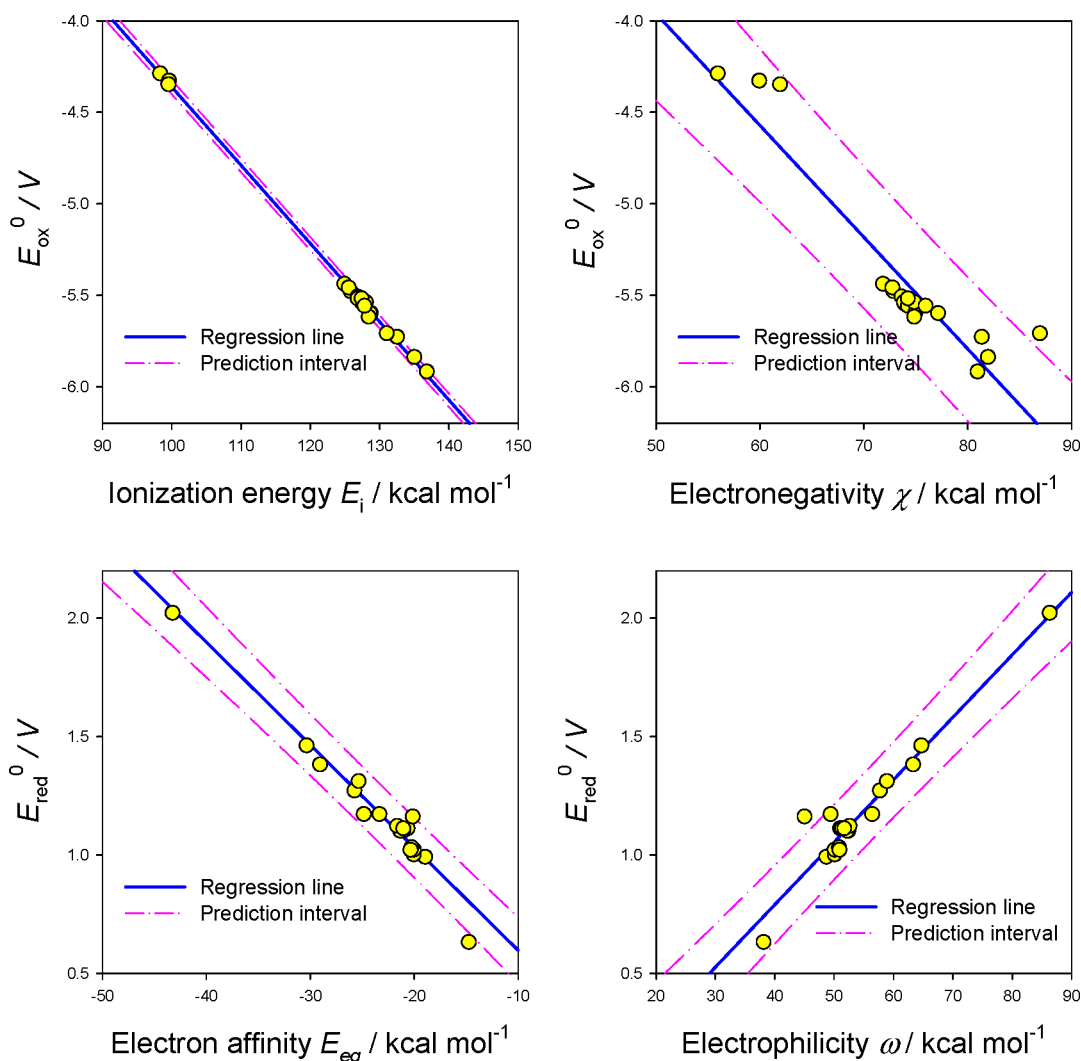 -4.0
-4.5
-5.0
-5.5
-6.0
E_ox^0 / V
Regression line
Prediction interval
90 100 110 120 130 140 150
Ionization energy E_i / kcal mol^-1
-4.0
-4.5
-5.0
-5.5
-6.0
E_ox^0 / V
Regression line
Prediction interval
50 60 70 80 90
Electronegativity χ / kcal mol^-1
2.0
1.5
1.0
0.5
E_red^0 / V
Regression line
Prediction interval
-50 -40 -30 -20 -10
Electron affinity E_eg / kcal mol^-1
2.0
1.5
1.0
0.5
E_red^0 / V
Regression line
Prediction interval
20 30 40 50 60 70 80 90
Electrophilicity ω / kcal mol^-1